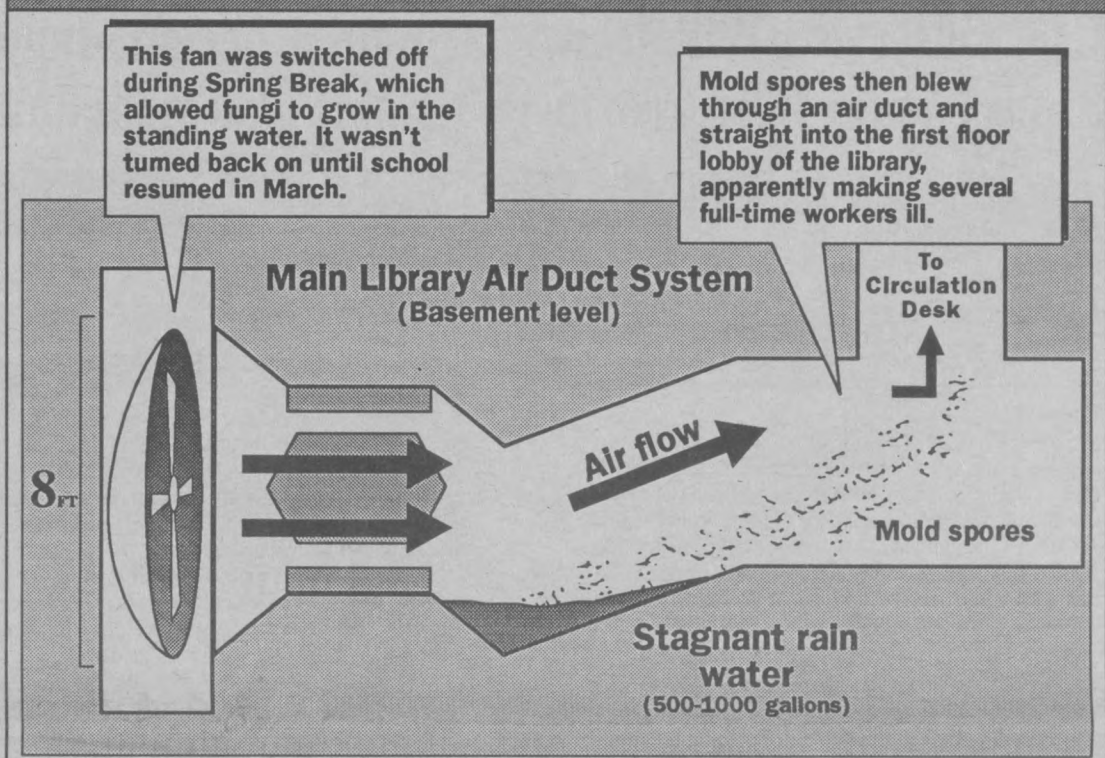 This fan was switched off
during Spring Break, which
allowed fungi to grow in the
standing water. It wasn't
turned back on until school
resumed in March.
Mold spores then blew
through an air duct and
straight into the first floor
lobby of the library,
apparently making several
full-time workers ill.
Main Library Air Duct System
(Basement level)
To
Circulation
Desk
8FT
Air flow
Mold spores
Stagnant rain
water
(500-1000 gallons)